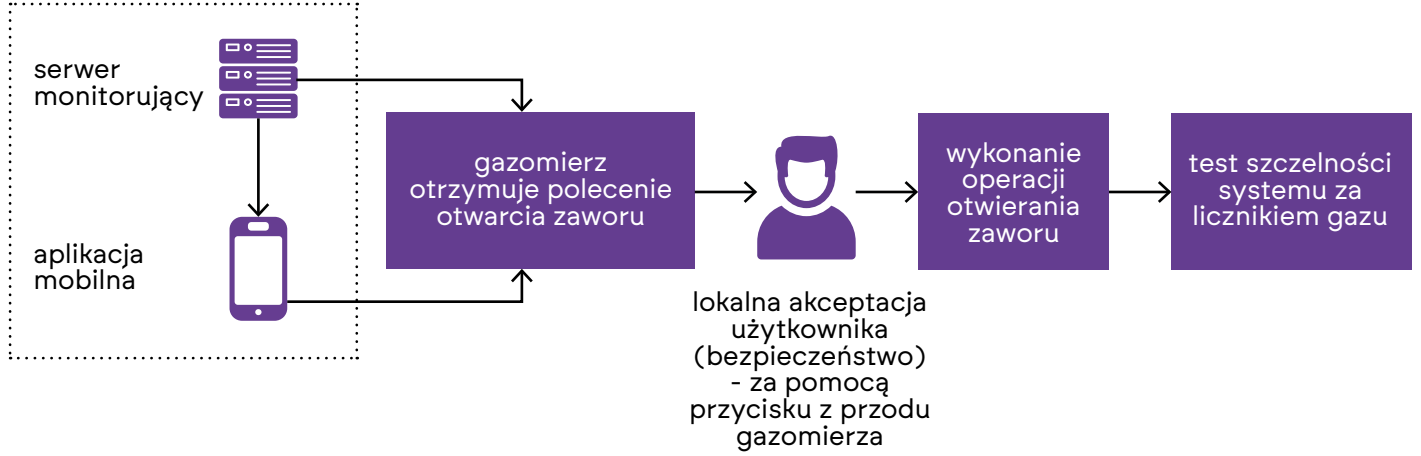 serwer
monitorujący
aplikacja
mobilna
gazomierz
otrzymuje polecenie
otwarcia zaworu
lokalna akceptacja
użytkownika
(bezpieczeństwo)
- za pomocą
przycisku z przodu
gazomierza
wykonanie
operacji
otwierania
zaworu
test szczelności
systemu za
licznikiem gazu